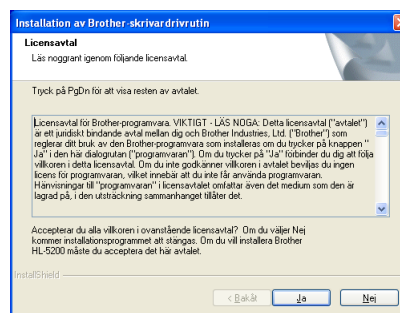 Installation av Brother-skrivardrivrutin
Licensavtal
Läs noggrant igenom följande licensavtal.
Tryck på PgDn för att visa resten av avtalet.
Licensavtal för Brother-programvara. VIKTIGT - LÄS NOGA: Detta licensavtal ("avtalet")
är ett juridiskt bindande avtal mellan dig och Brother Industries, Ltd. ("Brother") som
reglerar ditt bruk av den Brother-programvara som installeras om du trycker på knappen "
Ja" i den här dialogrutan ("programvaran"). Om du trycker på "Ja" förbinder du dig att följa
villkoren i detta licensavtal. Om du inte godkänner villkoren i avtalet beviljas du ingen
licens för programvaran, vilket innebär att du inte får använda programvaran.
Hänvisningar till "programvaran" i licensavtalet omfattar även det medium som den är
lagrad på, i den utsträckning sammanhanget tillåter det.
Accepterar du alla villkoren i ovanstående licensavtal? Om du väljer Nej
kommer installationsprogrammet att stängas. Om du vill installera Brother
HL-5200 måste du acceptera det här avtalet.
InstallShield
< Bakåt
Ja
Nej